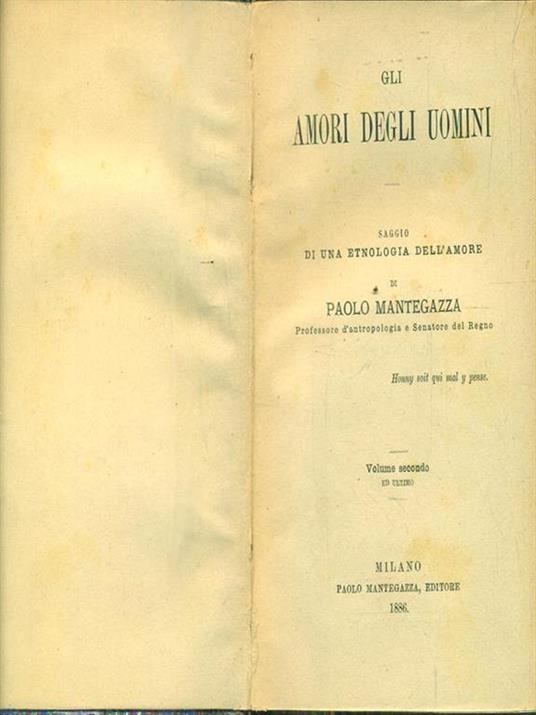 GLI
AMORI DEGLI UOMINI
SAGGIO
DI UNA ETNOLOGIA DELL'AMORE
DI
PAOLO MANTEGAZZA
Professore d'antropologia e Senatore del Regno
Honny soit qui mal y pense.
Volume secondo
ED ULTIMO
MILANO
PAOLO MANTEGAZZA, EDITORE
1886.